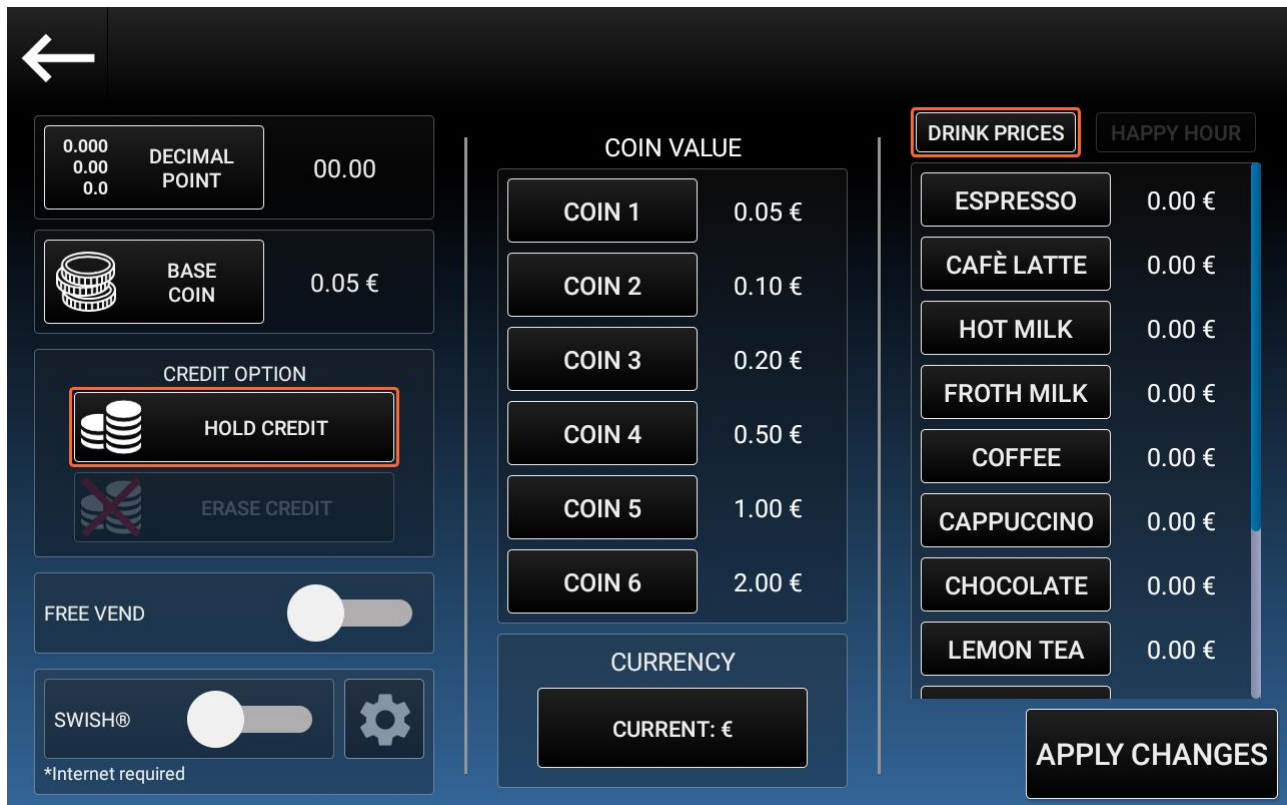 0.000
0.00
0.0
DECIMAL
POINT
00.00
BASE
COIN
0.05 €
CREDIT OPTION
HOLD CREDIT
ERASE CREDIT
FREE VEND
SWISH®
*Internet required
COIN VALUE
COIN 1 0.05 €
COIN 2 0.10 €
COIN 3 0.20 €
COIN 4 0.50 €
COIN 5 1.00 €
COIN 6 2.00 €
CURRENCY
CURRENT: €
DRINK PRICES HAPPY HOUR
ESPRESSO 0.00 €
CAFÈ LATTE 0.00 €
HOT MILK 0.00 €
FROTH MILK 0.00 €
COFFEE 0.00 €
CAPPUCCINO 0.00 €
CHOCOLATE 0.00 €
LEMON TEA 0.00 €
APPLY CHANGES